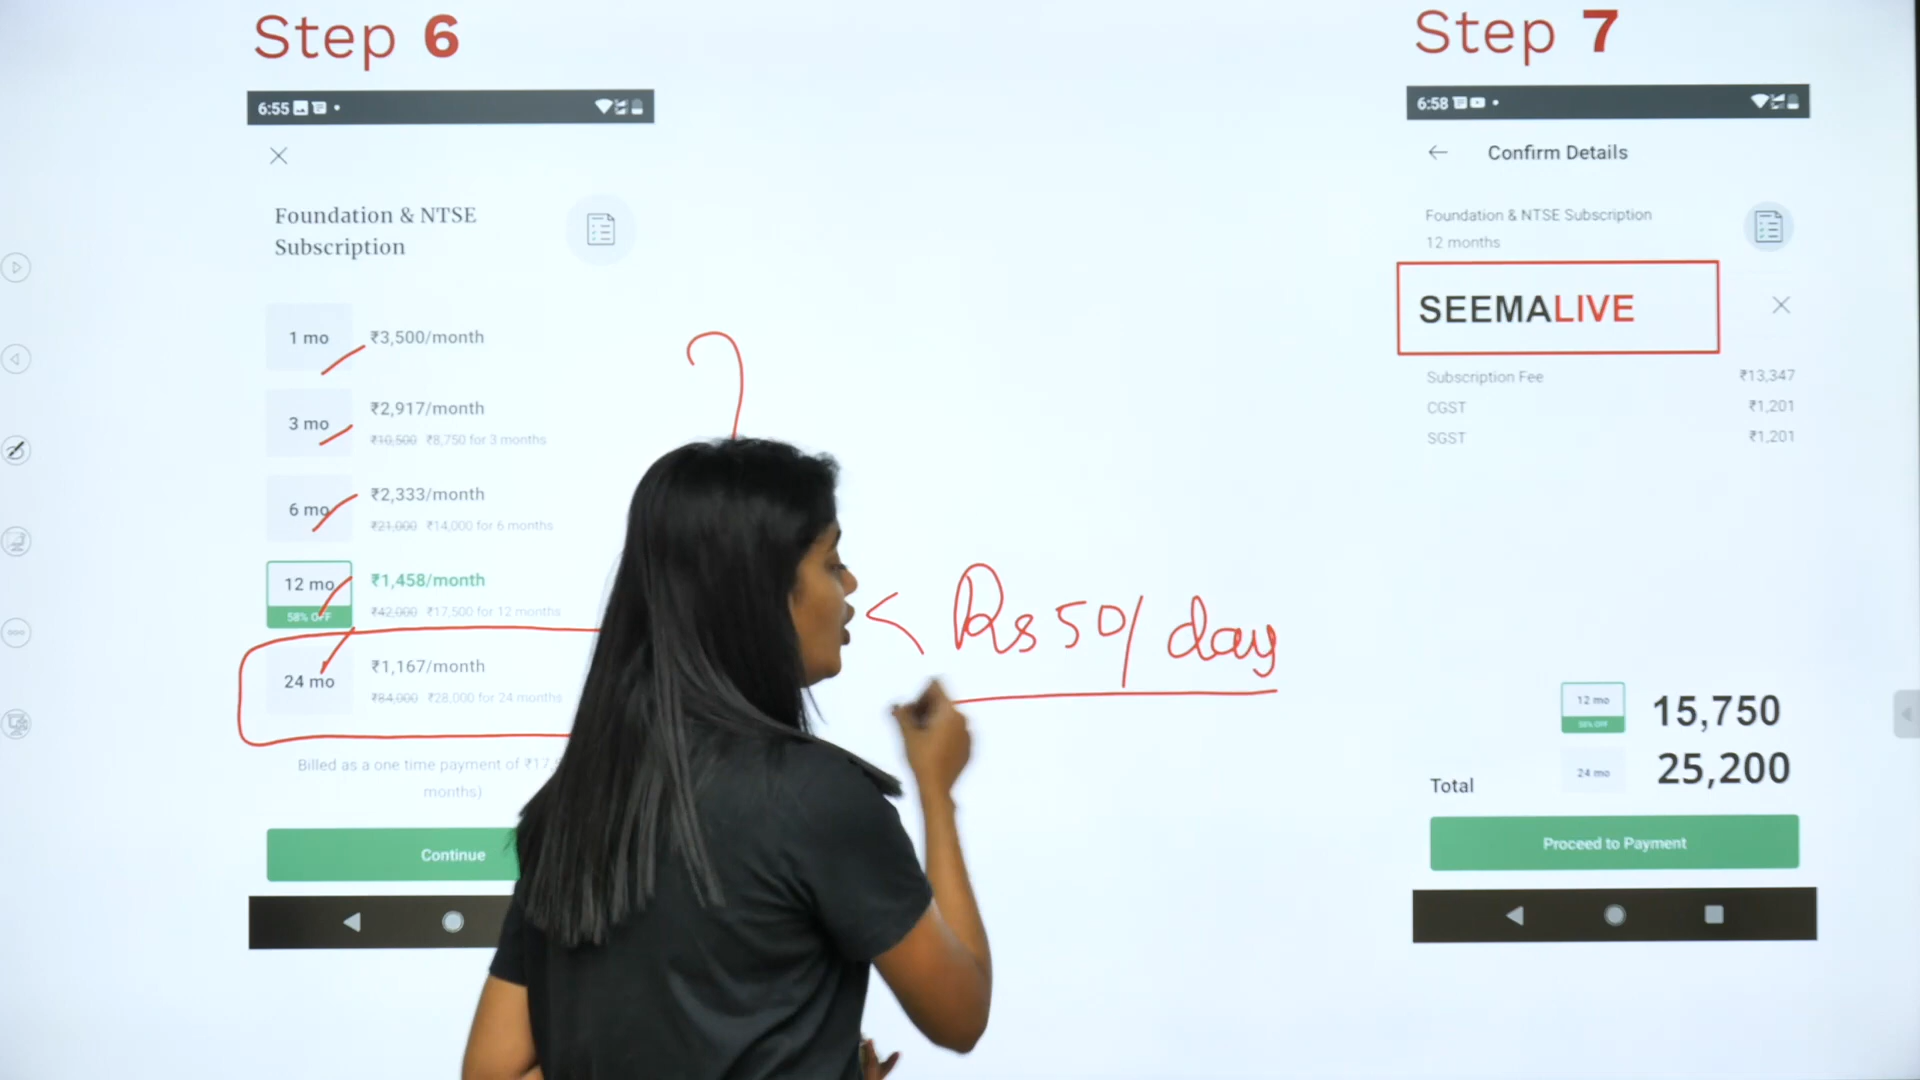 Step 6
6:55
Foundation & NTSE
Subscription
1 mo ₹3,500/month
3 mo ₹2,917/month
₹10,500 ₹8,750 for 3 months
6 mo ₹2,333/month
₹21,000 ₹14,000 for 6 months
12 mo ₹1,458/month
58% OFF ₹42,000 ₹17,500 for 12 months
24 mo ₹1,167/month
₹84,000 ₹28,000 for 24 months
Billed as a one time payment of
months)
Continue
< Rs 50/ day
Step 7
6:58
Confirm Details
Foundation & NTSE Subscription
12 months
SEEMALIVE
Subscription Fee ₹13,347
CGST ₹1,201
SGST ₹1,201
12 mo 15,750
24 mo 25,200
Total
Proceed to Payment